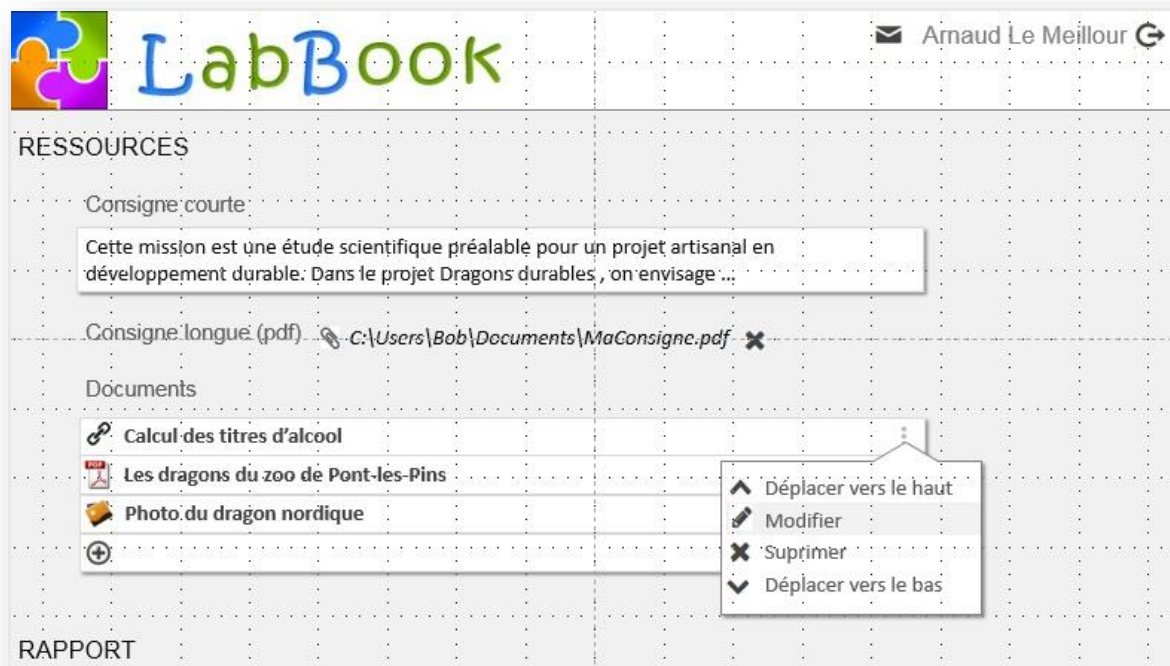 LabBook
Arnaud Le Meillour
RESSOURCES
Consigne courte
Cette mission est une étude scientifique préalable pour un projet artisanal en
développement durable. Dans le projet Dragons durables , on envisage ...
Consigne longue (pdf) C:\Users\Bob\Documents\MaConsigne.pdf
Documents
Calcul des titres d’alcool
PDF
Les dragons du zoo de Pont-les-Pins
Photo du dragon nordique
Déplacer vers le haut
Modifier
Suprimer
Déplacer vers le bas
RAPPORT